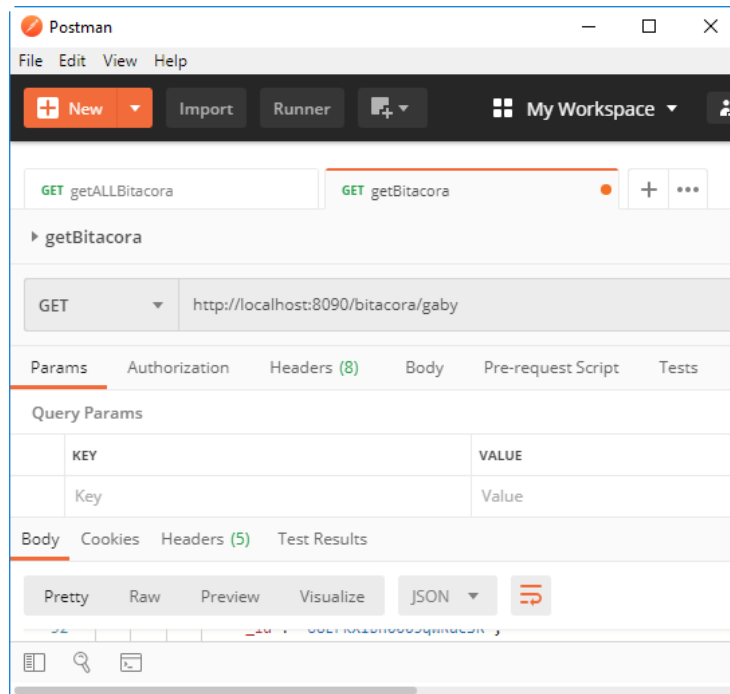 Postman
File Edit View Help
New Import Runner My Workspace
GET getALLBitacora GET getBitacora
getBitacora
GET http://localhost:8090/bitacora/gaby
Params Authorization Headers (8) Body Pre-request Script Tests
Query Params
KEY VALUE
Key Value
Body Cookies Headers (5) Test Results
Pretty Raw Preview Visualize JSON